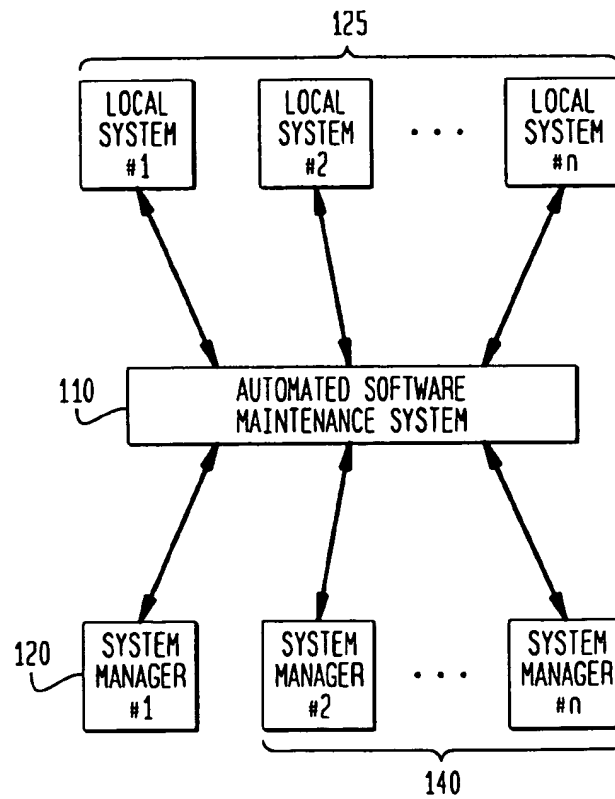 125
LOCAL
SYSTEM
#1
LOCAL
SYSTEM
#2
. . .
LOCAL
SYSTEM
#n
110
AUTOMATED SOFTWARE
MAINTENANCE SYSTEM
120
SYSTEM
MANAGER
#1
SYSTEM
MANAGER
#2
. . .
SYSTEM
MANAGER
#n
140